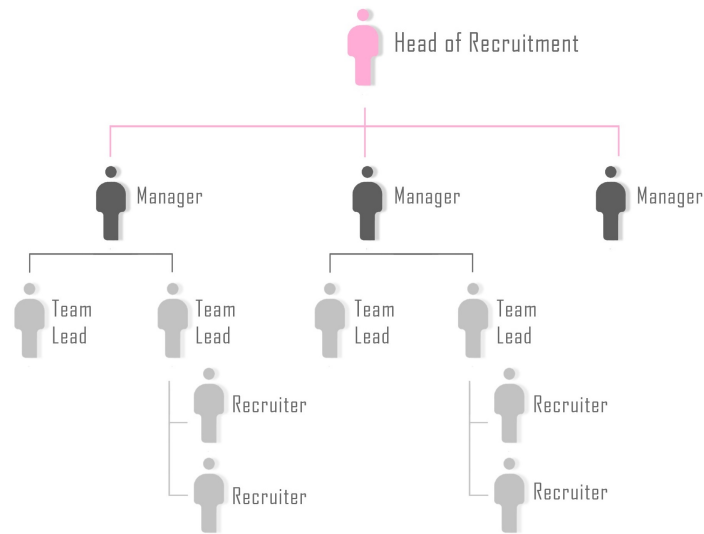 Head of Recruitment
Manager
Manager
Manager
Team
Lead
Team
Lead
Team
Lead
Team
Lead
Recruiter
Recruiter
Recruiter
Recruiter